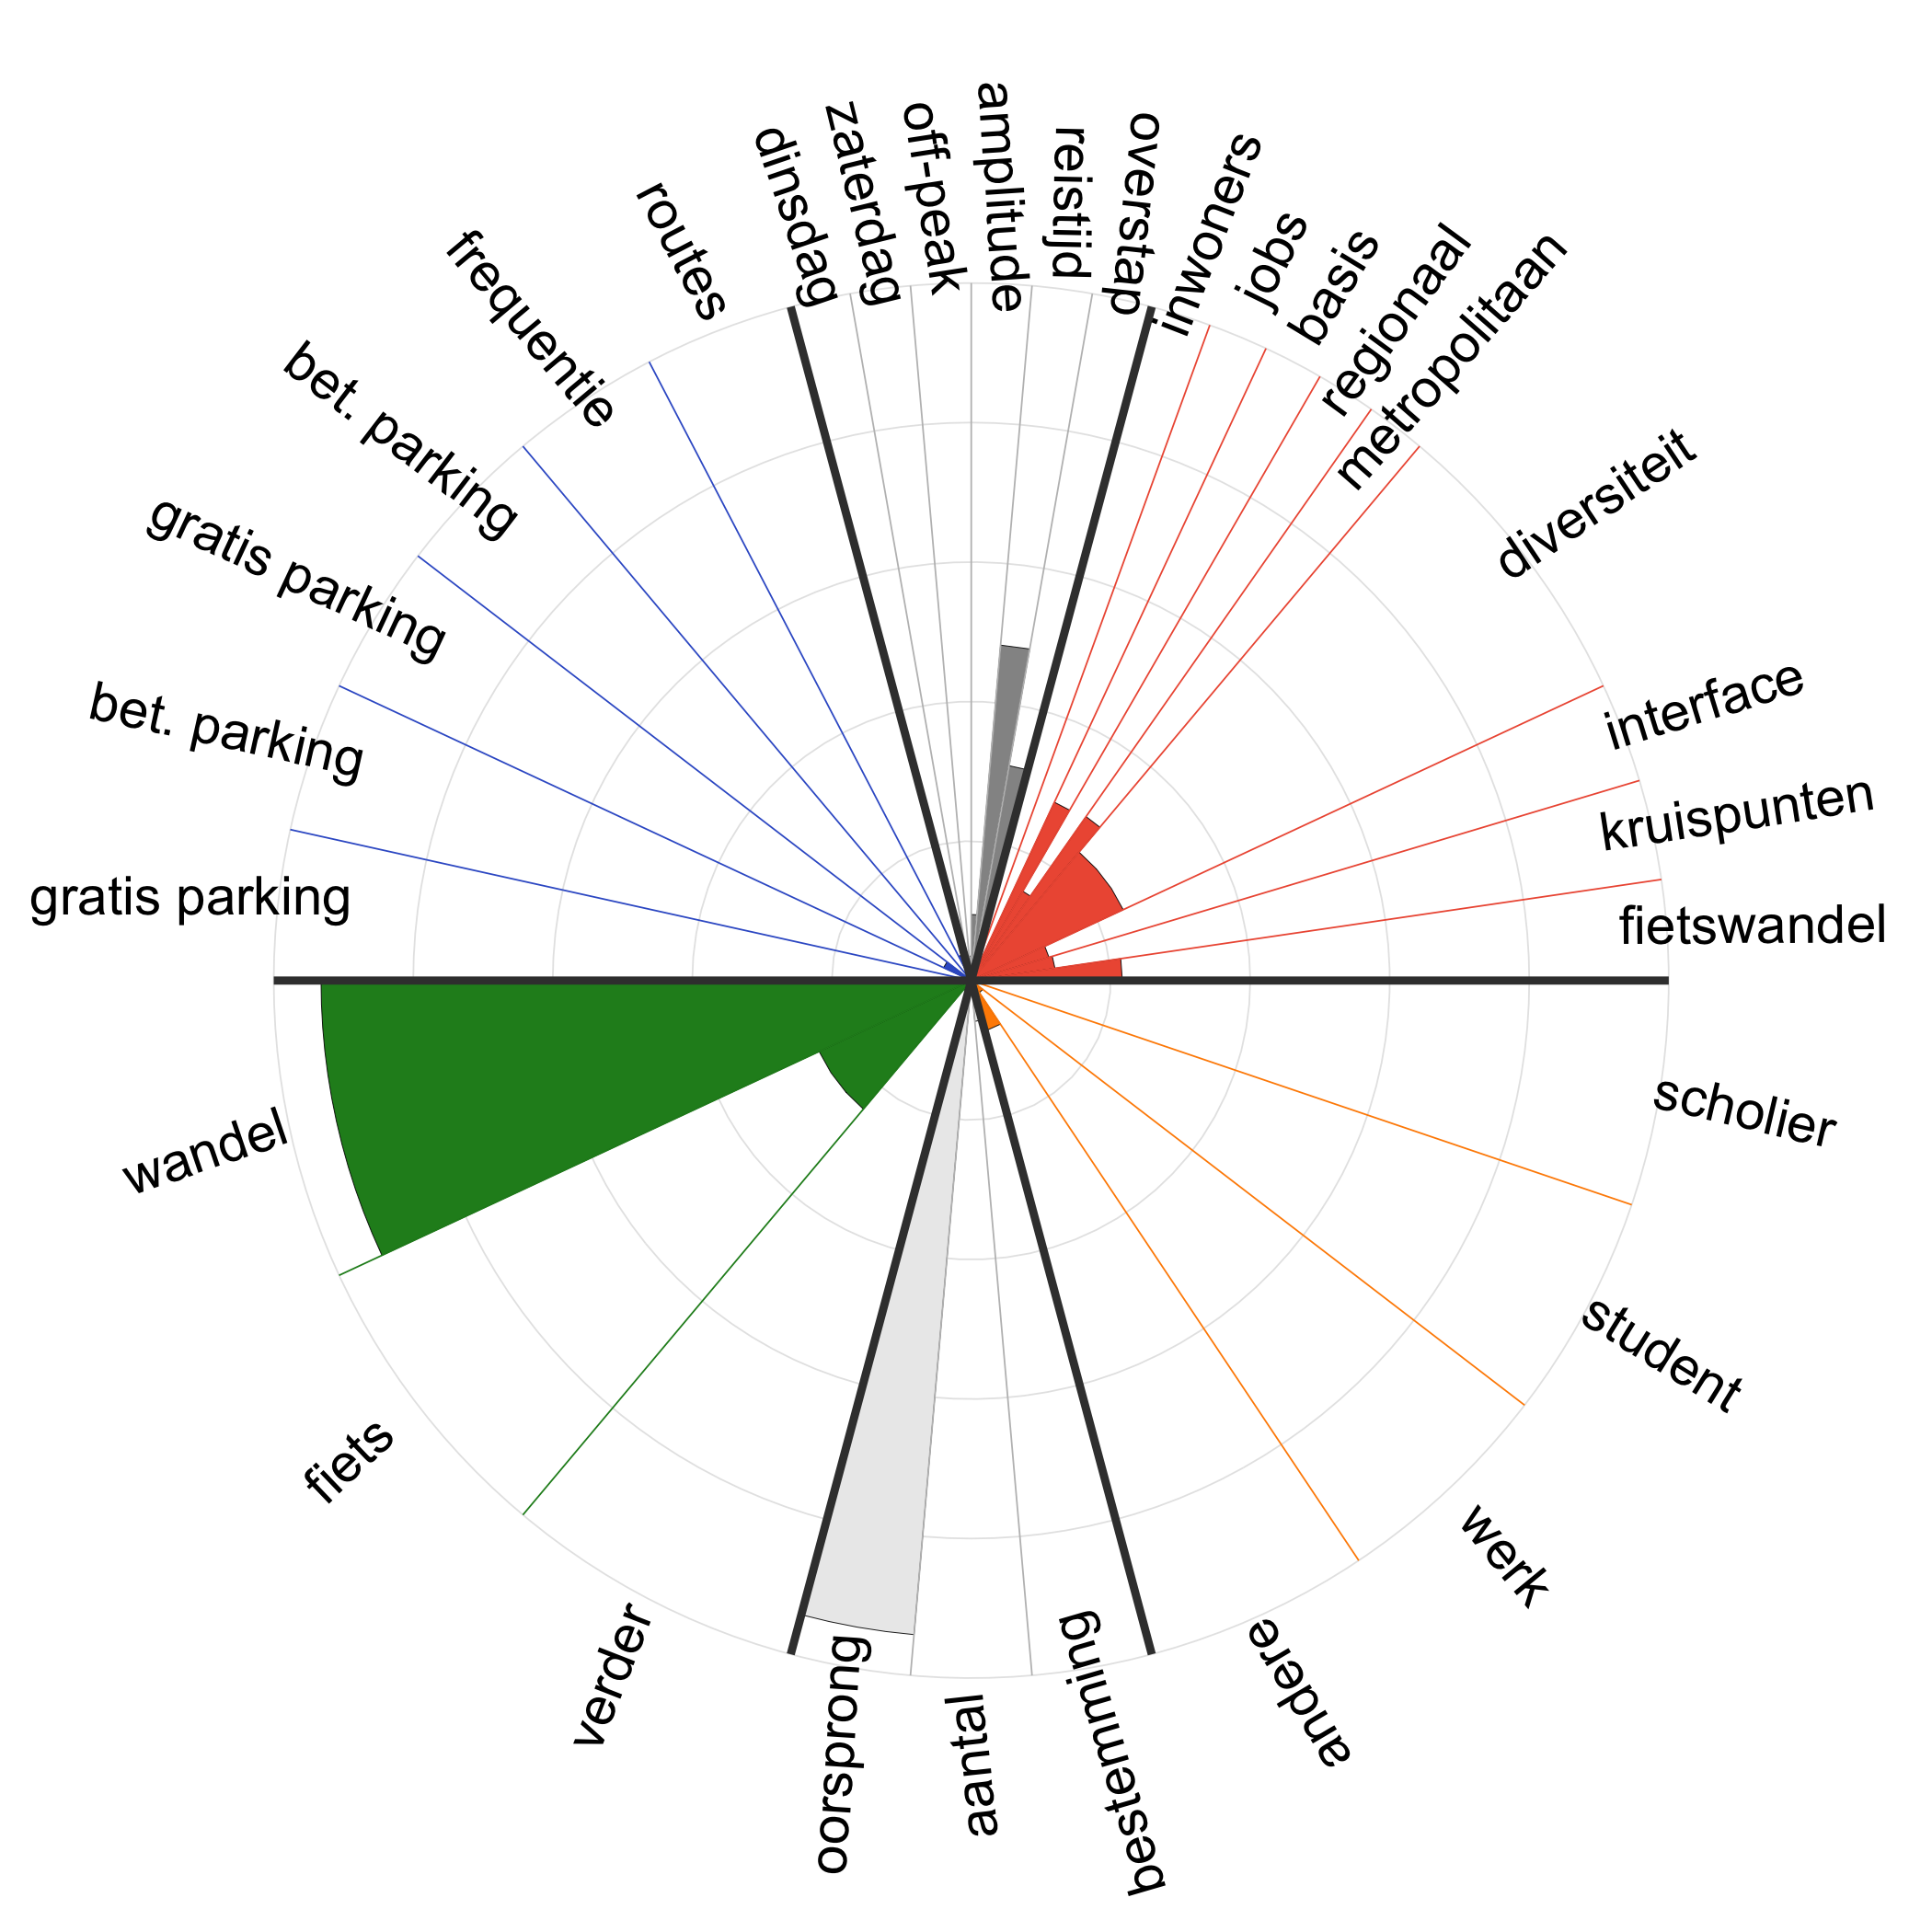 dinsdag
zaterdag
off-peak
amplitude
reistijd
overstap
inwoners
jobs
basis
regionaal
metropolitaan
diversiteit
interface
kruispunten
fietswandel
scholier
student
werk
andere
bestemming
aantal
oorsprong
verder
fiets
wandel
gratis parking
bet. parking
gratis parking
bet. parking
frequentie
routes